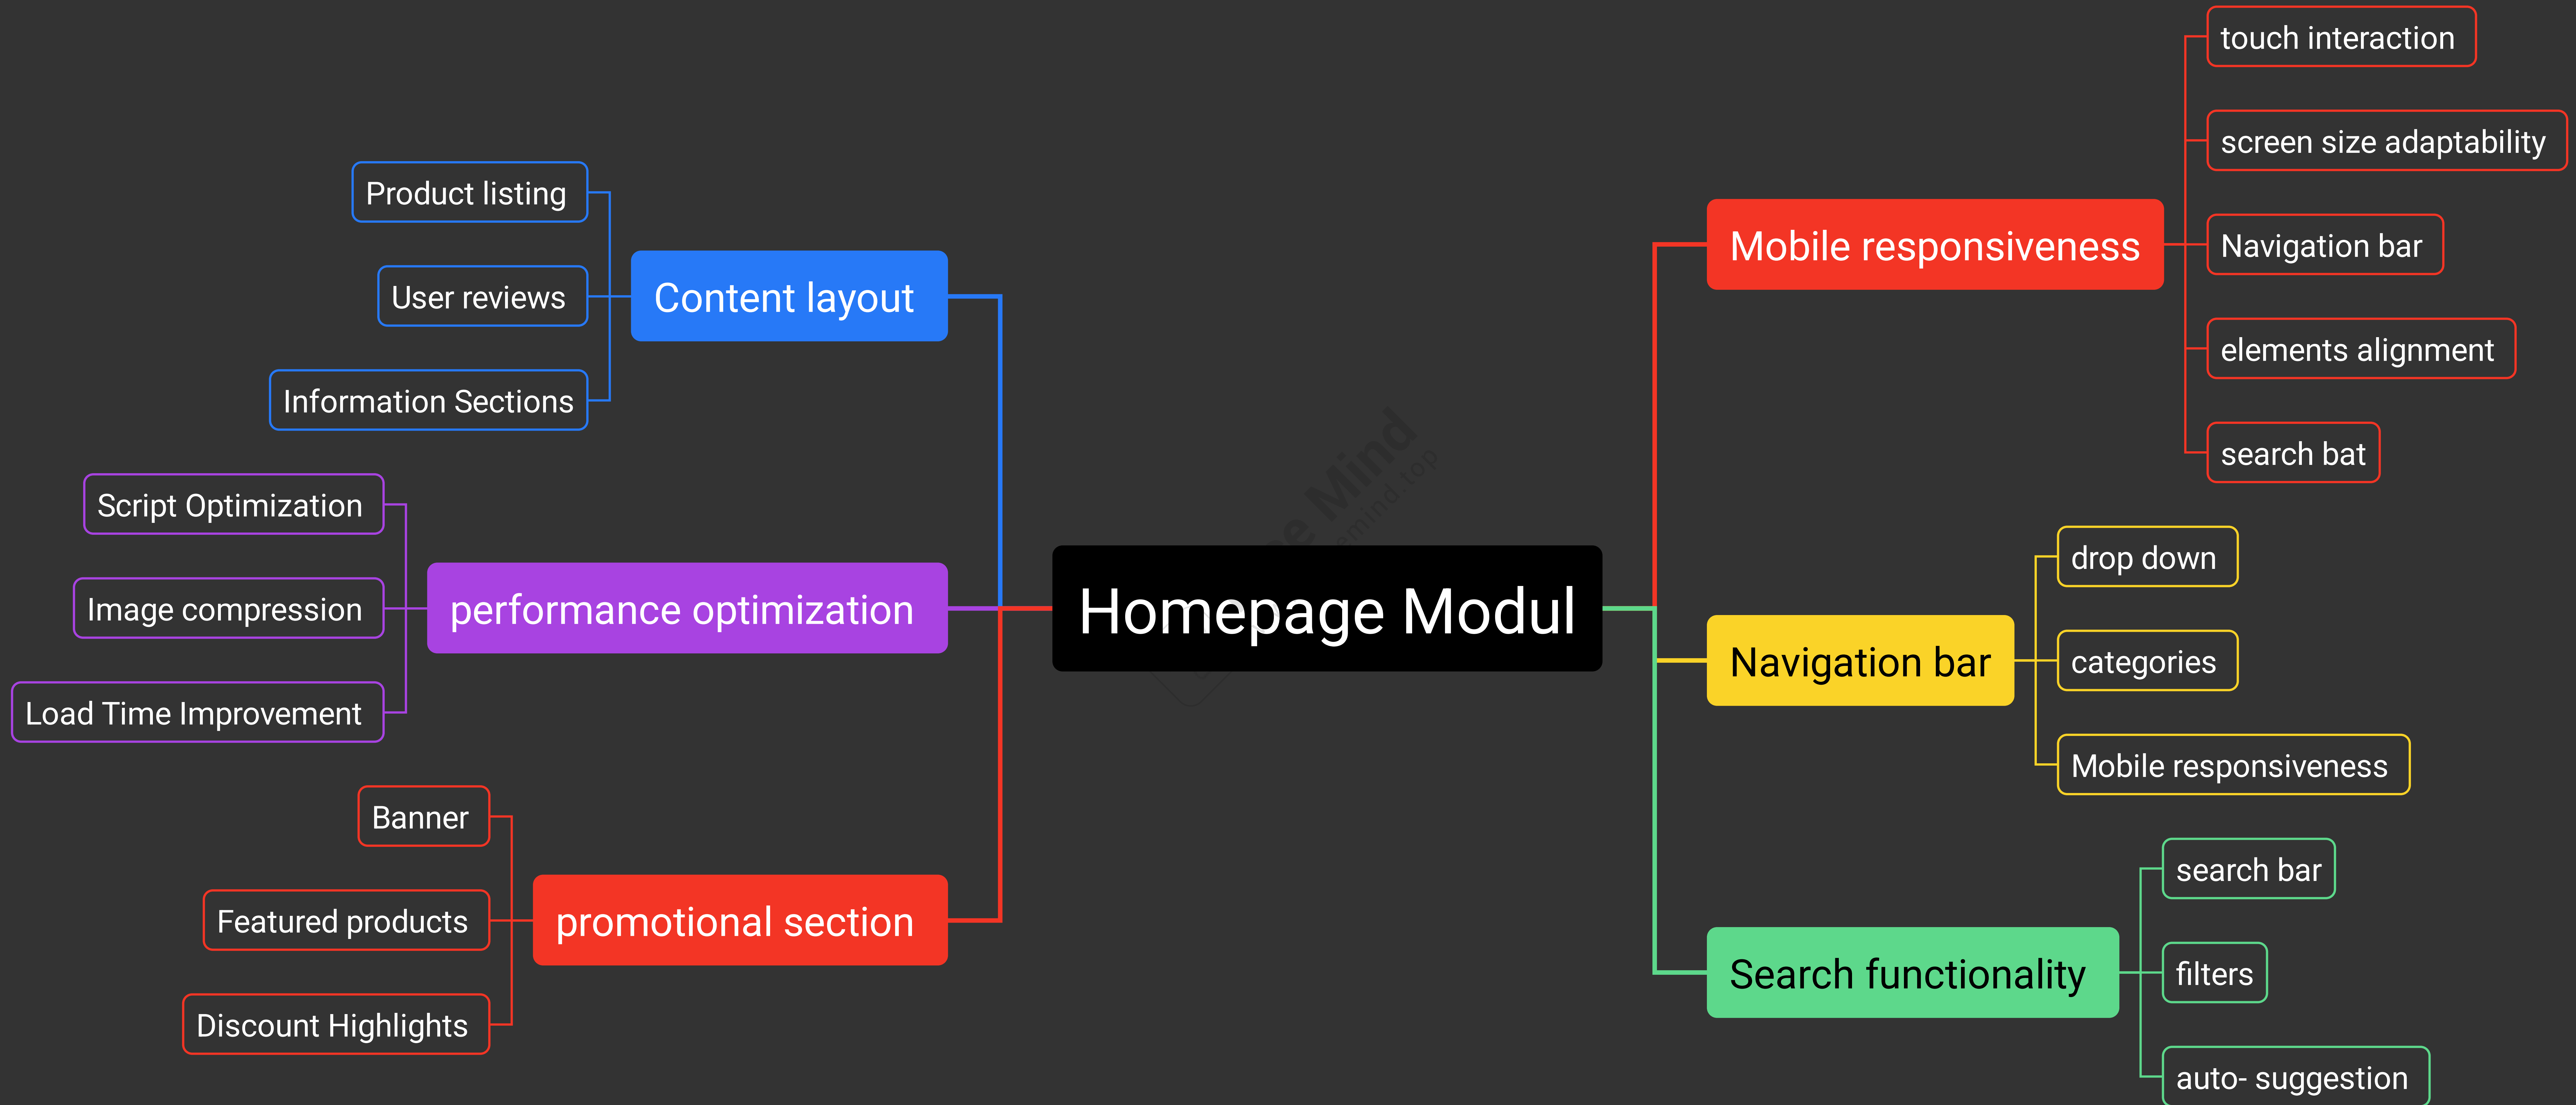 Homepage Modul
Mobile responsiveness
touch interaction
screen size adaptability
Navigation bar
elements alignment
search bat
Navigation bar
drop down
categories
Mobile responsiveness
Search functionality
search bar
filters
auto- suggestion
Content layout
Product listing
User reviews
Information Sections
performance optimization
Script Optimization
Image compression
Load Time Improvement
promotional section
Banner
Featured products
Discount Highlights
Mind